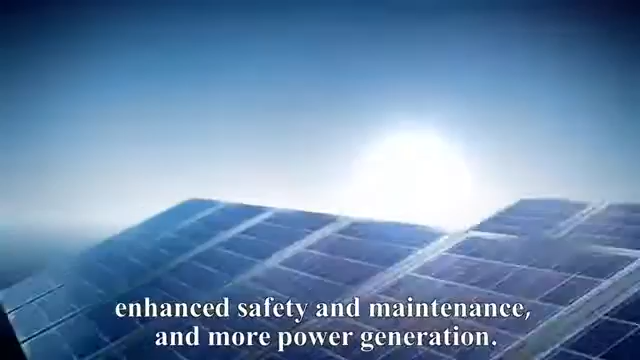 enhanced safety and maintenance,
and more power generation.